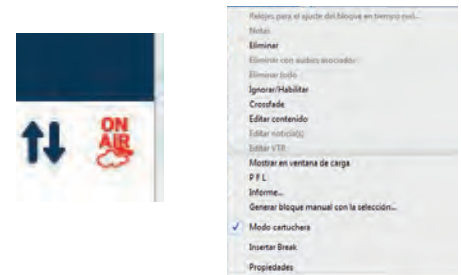 ON
AIR
Relojes para el ajuste del bloque en tiempo real...
Notas
Eliminar
Eliminar con audios asociados
Eliminar todo
Ignorar/Habilitar
Crossfade
Editar contenido
Editar noticia(s)
Editar VTR
Mostrar en ventana de carga
P F L
Informe...
Generar bloque manual con la selección...
Modo cartuchera
Insertar Break
Propiedades